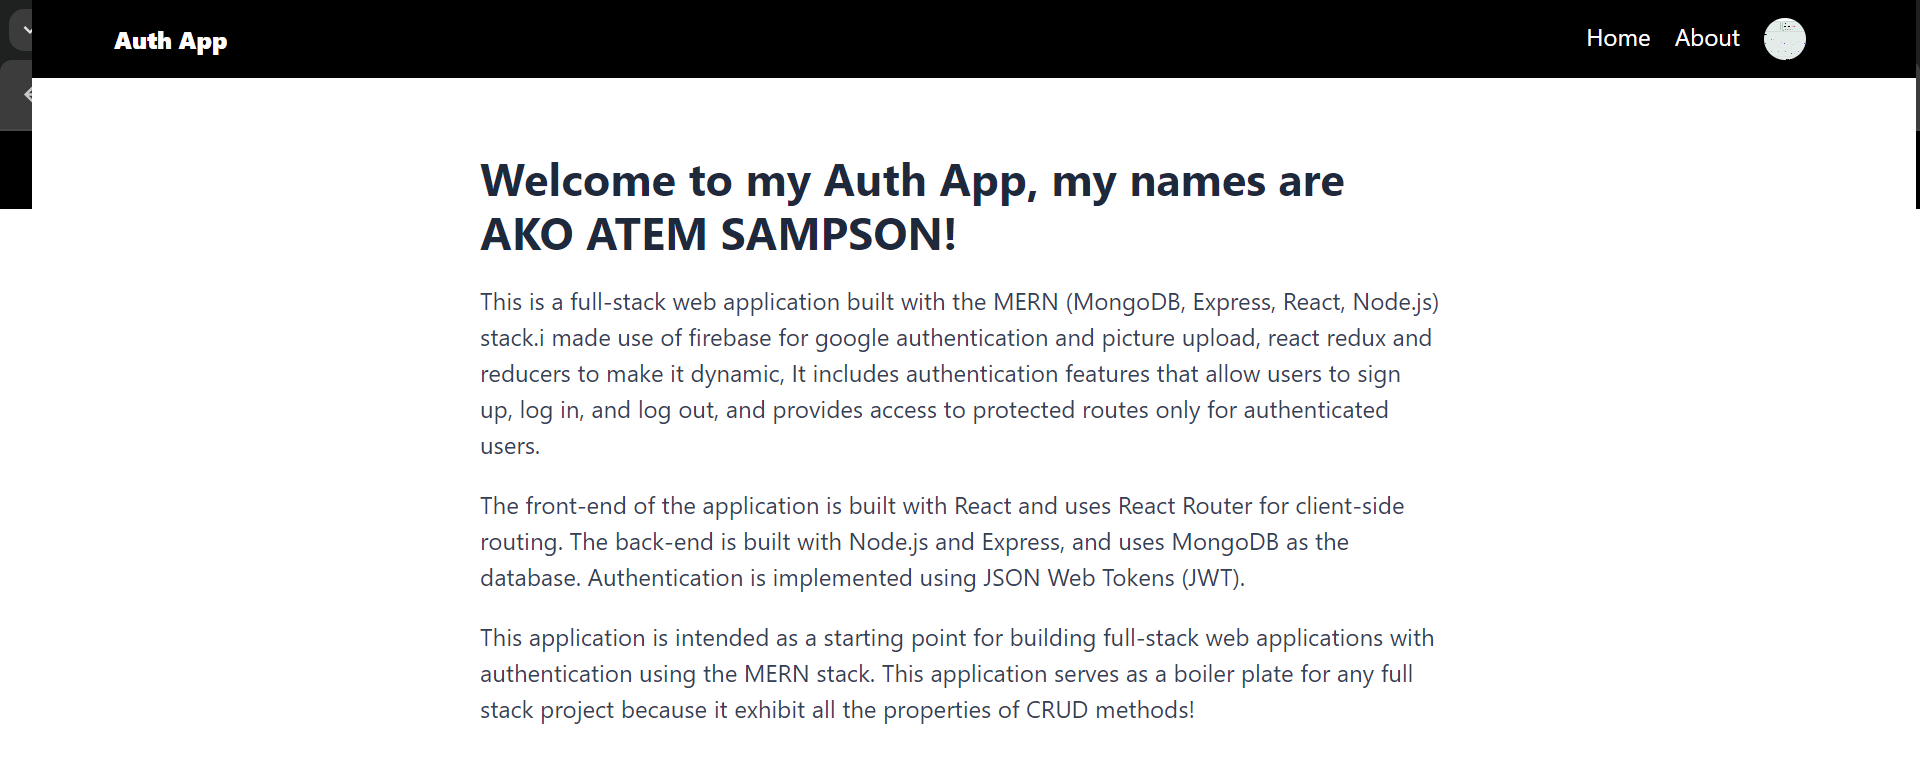 Auth App
Home About
Welcome to my Auth App, my names are
AKO ATEM SAMPSON!
This is a full-stack web application built with the MERN (MongoDB, Express, React, Node.js)
stack.i made use of firebase for google authentication and picture upload, react redux and
reducers to make it dynamic, It includes authentication features that allow users to sign
up, log in, and log out, and provides access to protected routes only for authenticated
users.
The front-end of the application is built with React and uses React Router for client-side
routing. The back-end is built with Node.js and Express, and uses MongoDB as the
database. Authentication is implemented using JSON Web Tokens (JWT).
This application is intended as a starting point for building full-stack web applications with
authentication using the MERN stack. This application serves as a boiler plate for any full
stack project because it exhibit all the properties of CRUD methods!